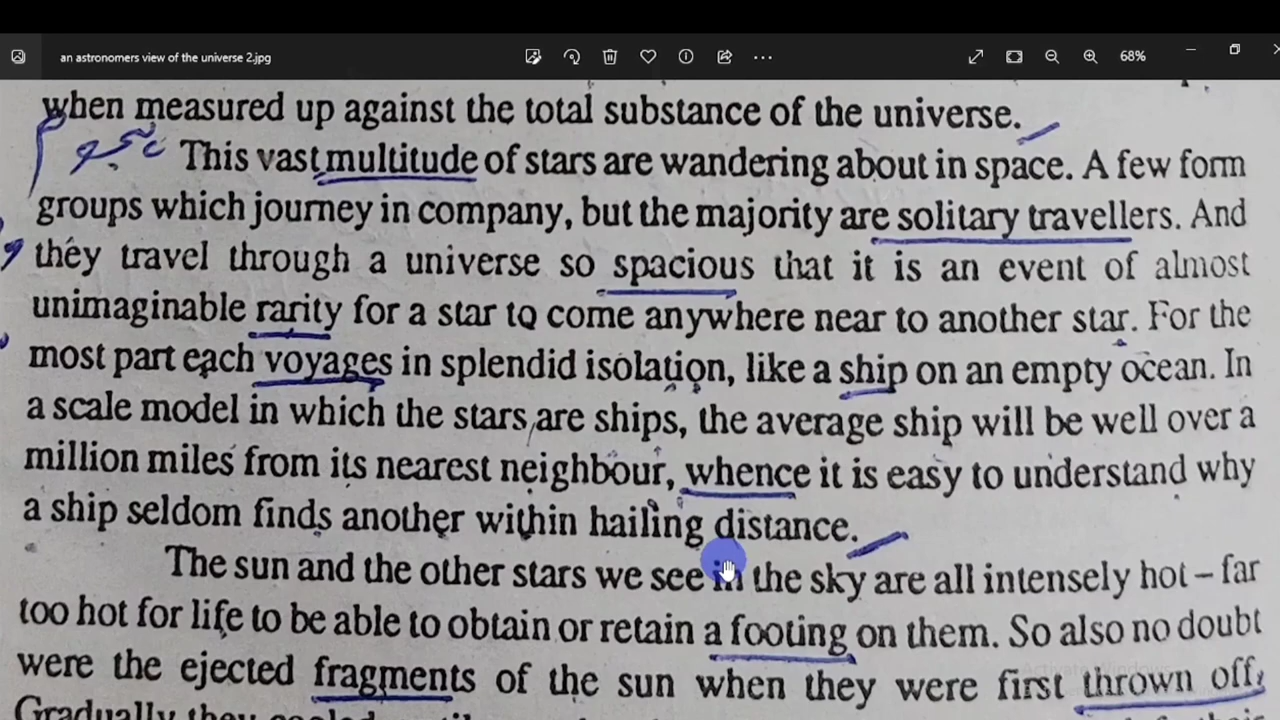 an astronomers view of the universe 2.jpg
68%
when measured up against the total substance of the universe.
This vast multitude of stars are wandering about in space. A few form
groups which journey in company, but the majority are solitary travellers. And
they travel through a universe so spacious that it is an event of almost
unimaginable rarity for a star to come anywhere near to another star. For the
most part each voyages in splendid isolation, like a ship on an empty ocean. In
a scale model in which the stars are ships, the average ship will be well over a
million miles from its nearest neighbour, whence it is easy to understand why
a ship seldom finds another within hailing distance.
The sun and the other stars we see in the sky are all intensely hot – far
too hot for life to be able to obtain or retain a footing on them. So also no doubt
were the ejected fragments of the sun when they were first thrown off.
Activate Windows
Gradually they cooled